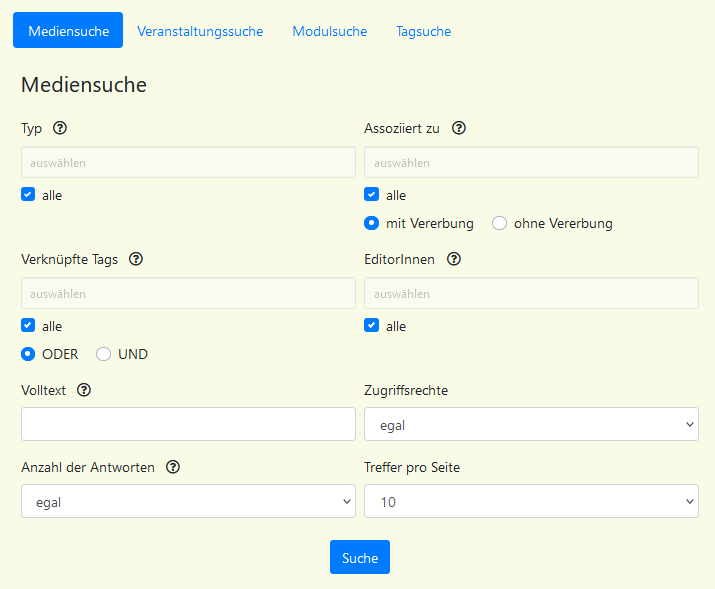 Mediensuche Veranstaltungssuche Modulsuche Tagsuche
Mediensuche
Typ ? Assoziiert zu ?
auswählen auswählen
alle alle
mit Vererbung ohne Vererbung
Verknüpfte Tags ? EditorInnen ?
auswählen auswählen
alle alle
ODER UND
Volltext ? Zugriffsrechte
egal
Anzahl der Antworten ? Treffer pro Seite
egal 10
Suche